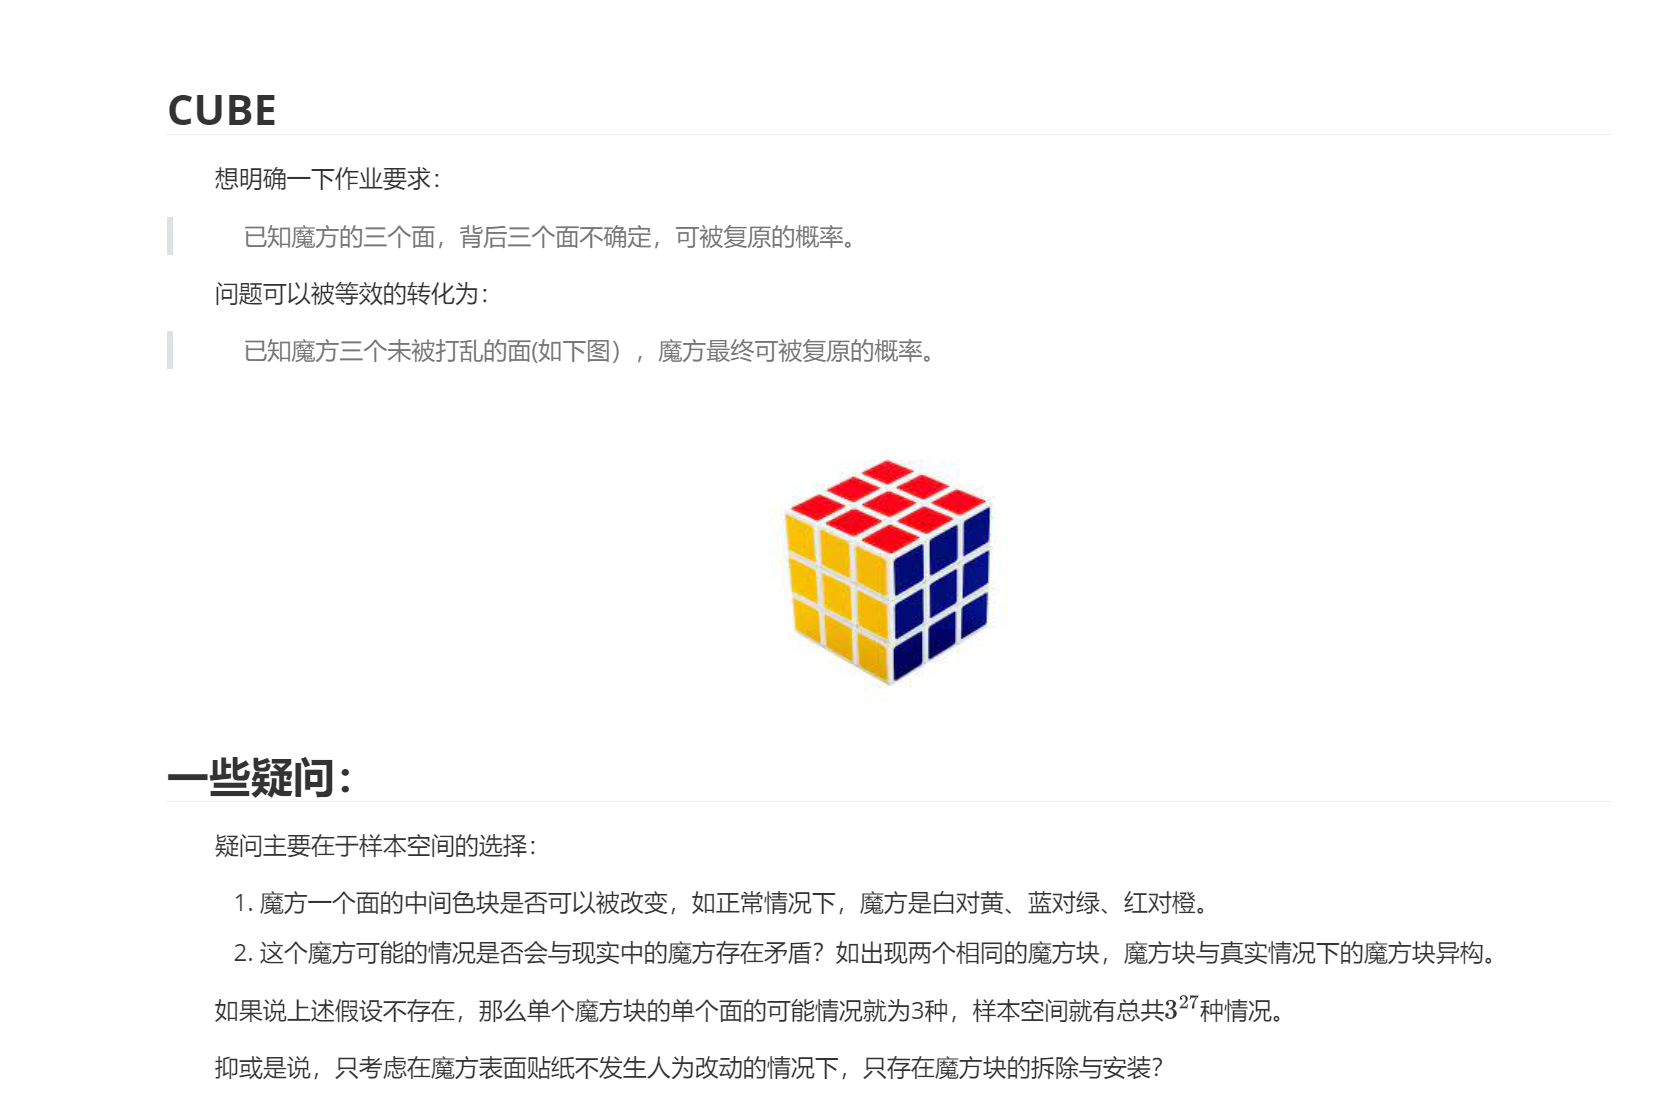 CUBE
想明确一下作业要求：
已知魔方的三个面，背后三个面不确定，可被复原的概率。
问题可以被等效的转化为：
已知魔方三个未被打乱的面(如下图），魔方最终可被复原的概率。
一些疑问：
疑问主要在于样本空间的选择：
1. 魔方一个面的中间色块是否可以被改变，如正常情况下，魔方是白对黄、蓝对绿、红对橙。
2. 这个魔方可能的情况是否会与现实中的魔方存在矛盾？如出现两个相同的魔方块，魔方块与真实情况下的魔方块异构。
如果说上述假设不存在，那么单个魔方块的单个面的可能情况就为3种，样本空间就有总共3^27种情况。
抑或是说，只考虑在魔方表面贴纸不发生人为改动的情况下，只存在魔方块的拆除与安装？